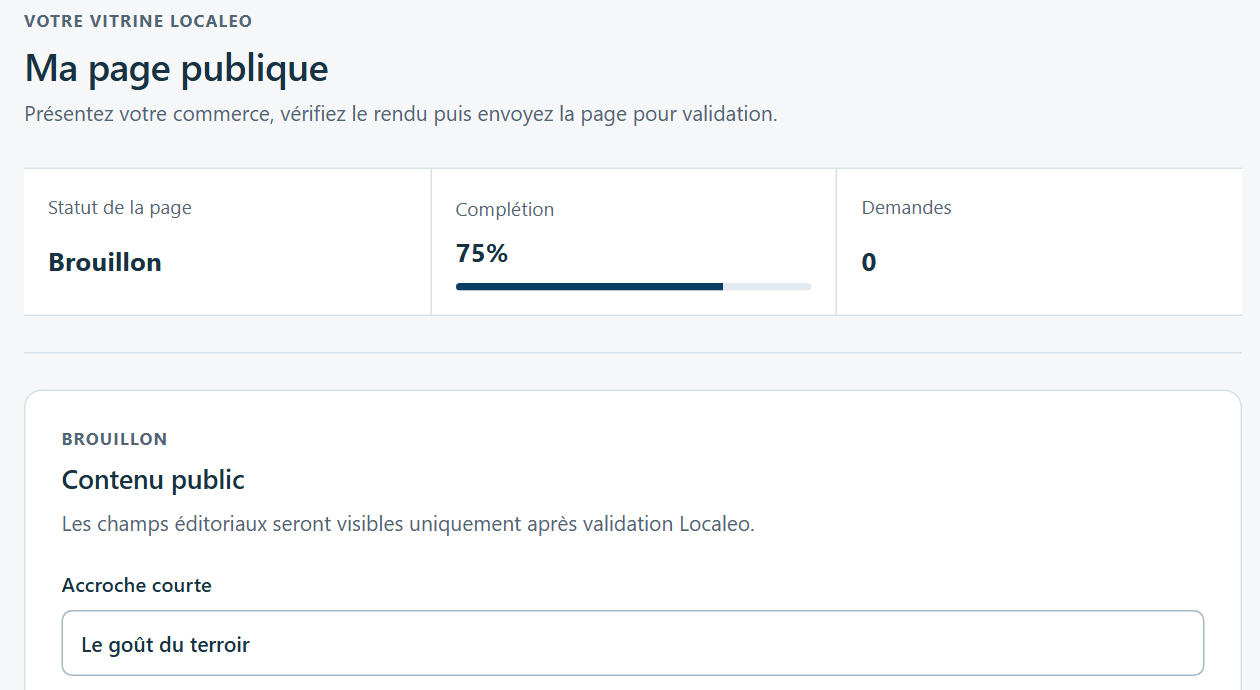 VOTRE VITRINE LOCALEO
Ma page publique
Présentez votre commerce, vérifiez le rendu puis envoyez la page pour validation.
Statut de la page
Brouillon
Complétion
75%
Demandes
0
BROUILLON
Contenu public
Les champs éditoriaux seront visibles uniquement après validation Localeo.
Accroche courte
Le goût du terroir